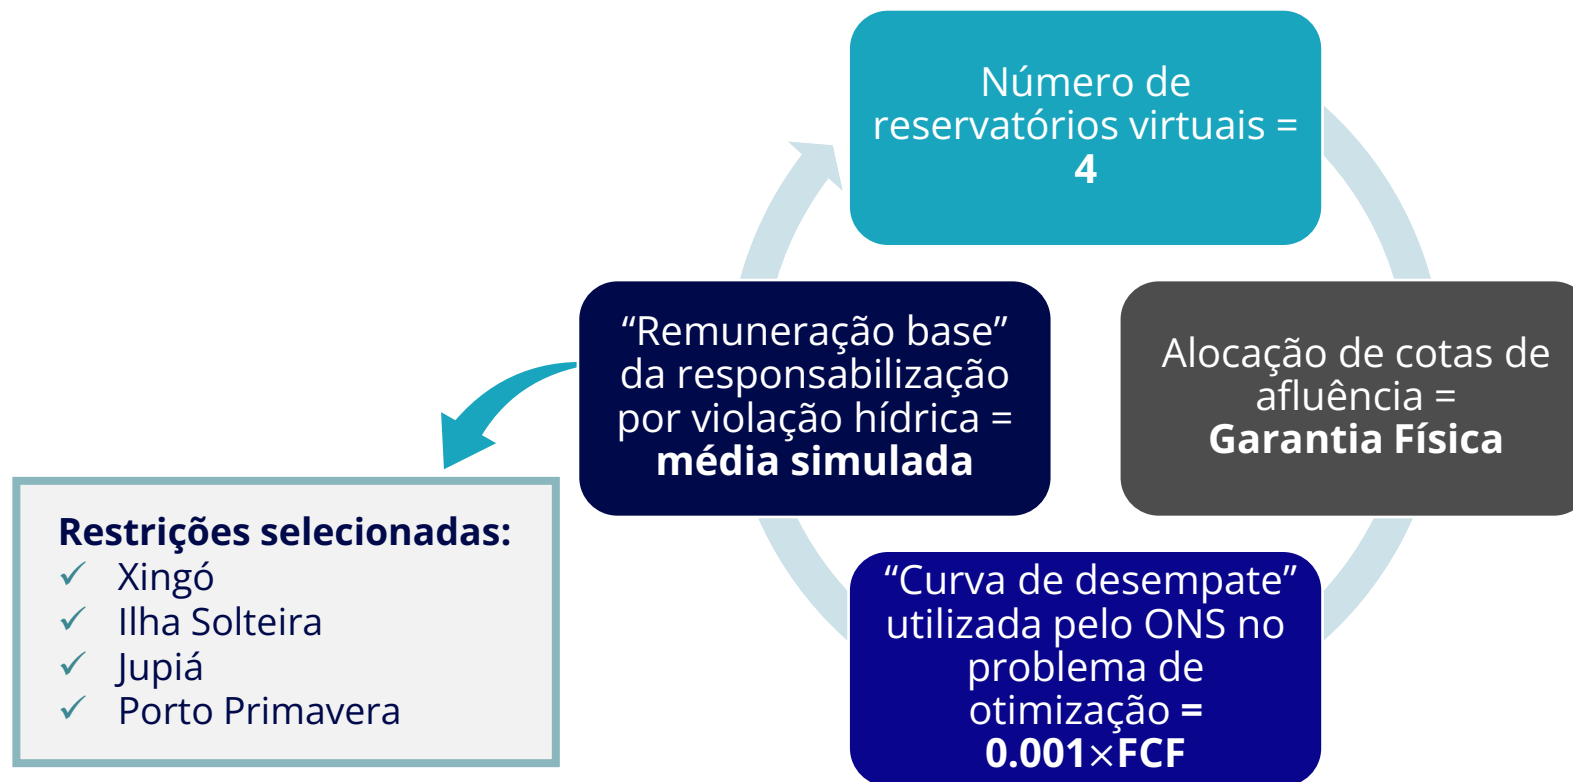 Número de
reservatórios virtuais =
4
Alocação de cotas de
afluência =
Garantia Física
“Curva de desempate”
utilizada pelo ONS no
problema de
otimização =
0.001×FCF
“Remuneração base”
da responsabilização
por violação hídrica =
média simulada
Restrições selecionadas:
✓ Xingó
✓ Ilha Solteira
✓ Jupiá
✓ Porto Primavera